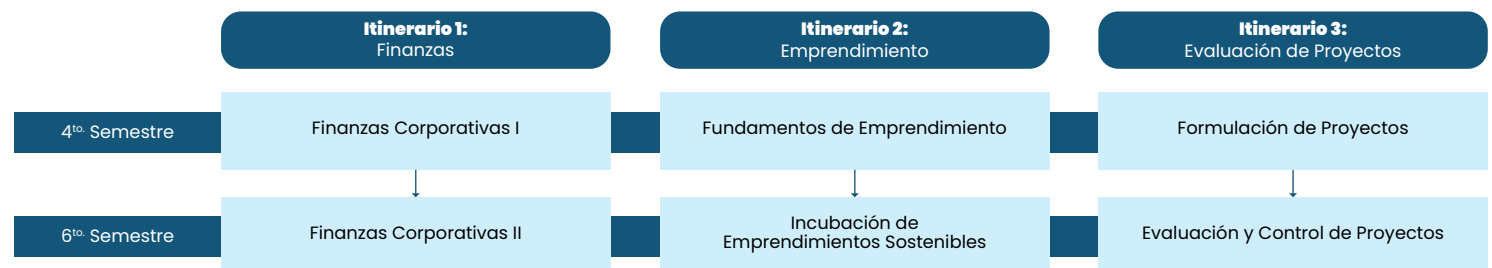 Itinerario 1:
Finanzas
Itinerario 2:
Emprendimiento
Itinerario 3:
Evaluación de Proyectos
4to. Semestre
Finanzas Corporativas I
Fundamentos de Emprendimiento
Formulación de Proyectos
6to. Semestre
Finanzas Corporativas II
Incubación de
Emprendimientos Sostenibles
Evaluación y Control de Proyectos